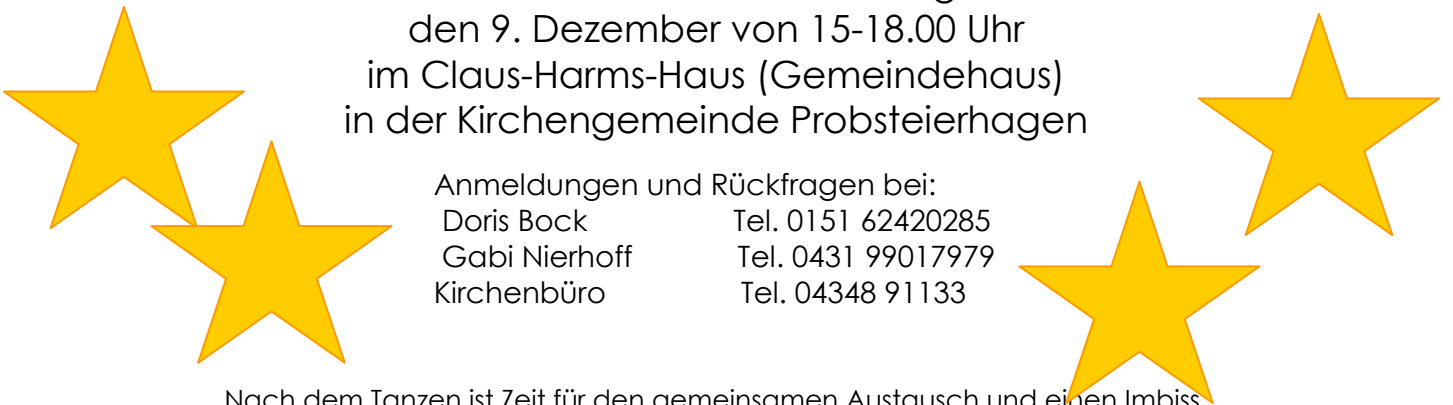 den 9. Dezember von 15-18.00 Uhr
im Claus-Harms-Haus (Gemeindehaus)
in der Kirchengemeinde Probsteierhagen
Anmeldungen und Rückfragen bei:
Doris Bock Tel. 0151 62420285
Gabi Nierhoff Tel. 0431 99017979
Kirchenbüro Tel. 04348 91133
Nach dem Tanzen ist Zeit für den gemeinsamen Austausch und einen Imbiss